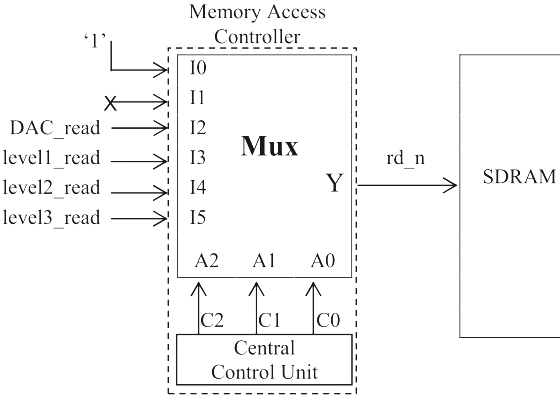 Memory Access
Controller
‘1’
I0
I1
DAC_read
I2
level1_read
I3
level2_read
I4
level3_read
I5
Mux
Y
rd_n
SDRAM
A2
A1
A0
C2
C1
C0
Central
Control Unit